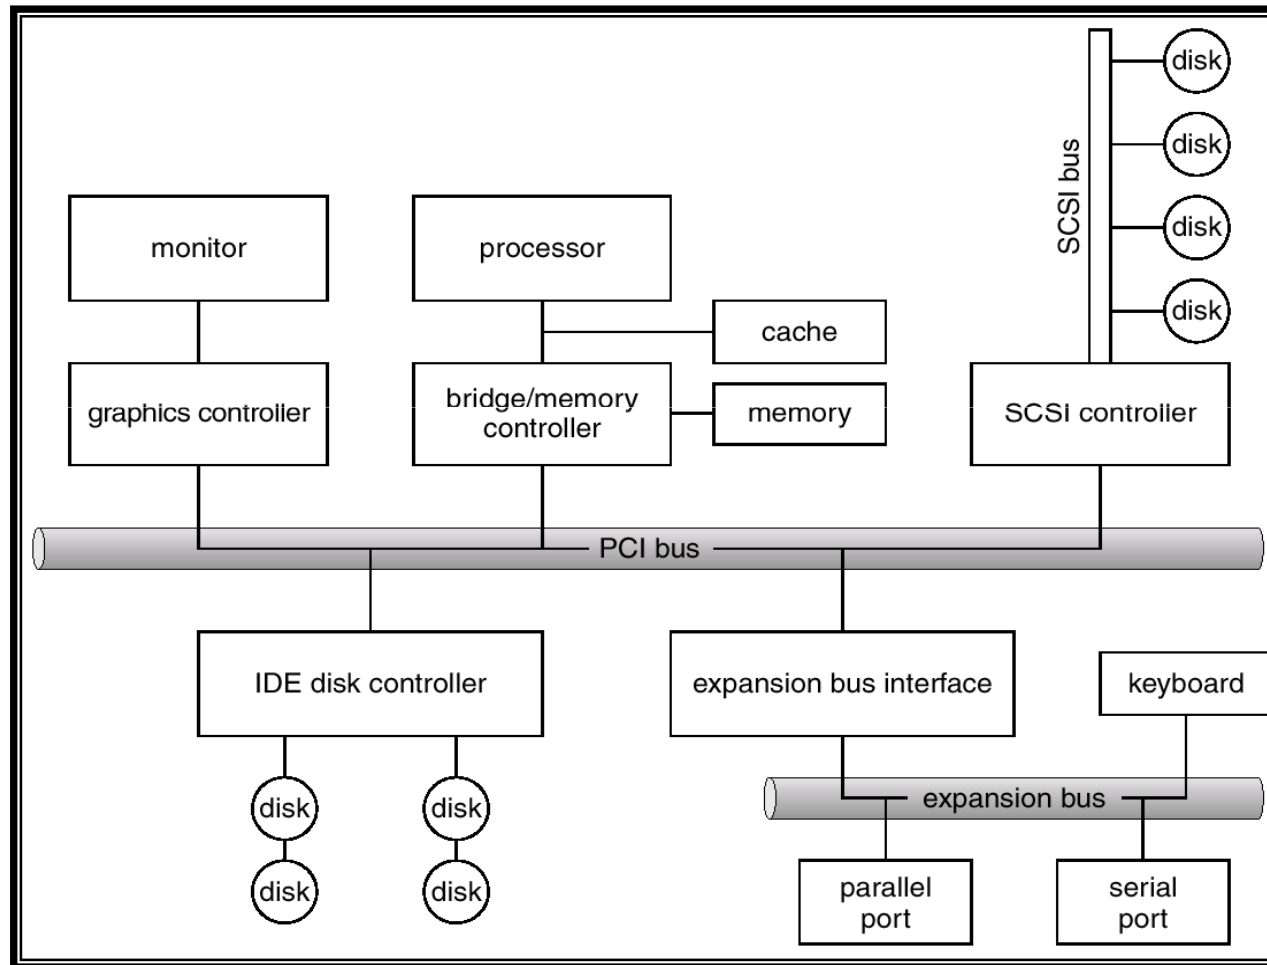 disk
disk
SCSI bus
disk
disk
monitor
processor
cache
graphics controller
bridge/memory
controller
memory
SCSI controller
PCI bus
IDE disk controller
expansion bus interface
keyboard
disk
disk
expansion bus
disk
disk
parallel
port
serial
port